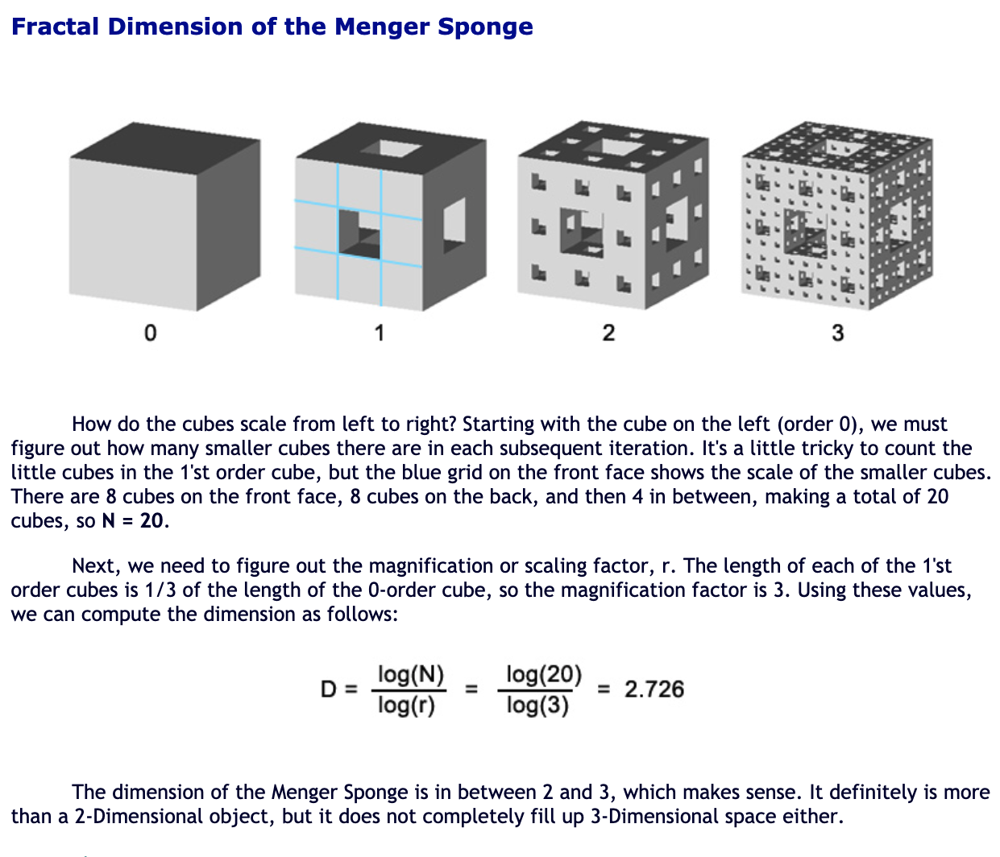 Fractal Dimension of the Menger Sponge
0 1 2 3
How do the cubes scale from left to right? Starting with the cube on the left (order 0), we must
figure out how many smaller cubes there are in each subsequent iteration. It's a little tricky to count the
little cubes in the 1'st order cube, but the blue grid on the front face shows the scale of the smaller cubes.
There are 8 cubes on the front face, 8 cubes on the back, and then 4 in between, making a total of 20
cubes, so N = 20.
Next, we need to figure out the magnification or scaling factor, r. The length of each of the 1'st
order cubes is 1/3 of the length of the 0-order cube, so the magnification factor is 3. Using these values,
we can compute the dimension as follows:
D = log(N)/log(r) = log(20)/log(3) = 2.726
The dimension of the Menger Sponge is in between 2 and 3, which makes sense. It definitely is more
than a 2-Dimensional object, but it does not completely fill up 3-Dimensional space either.